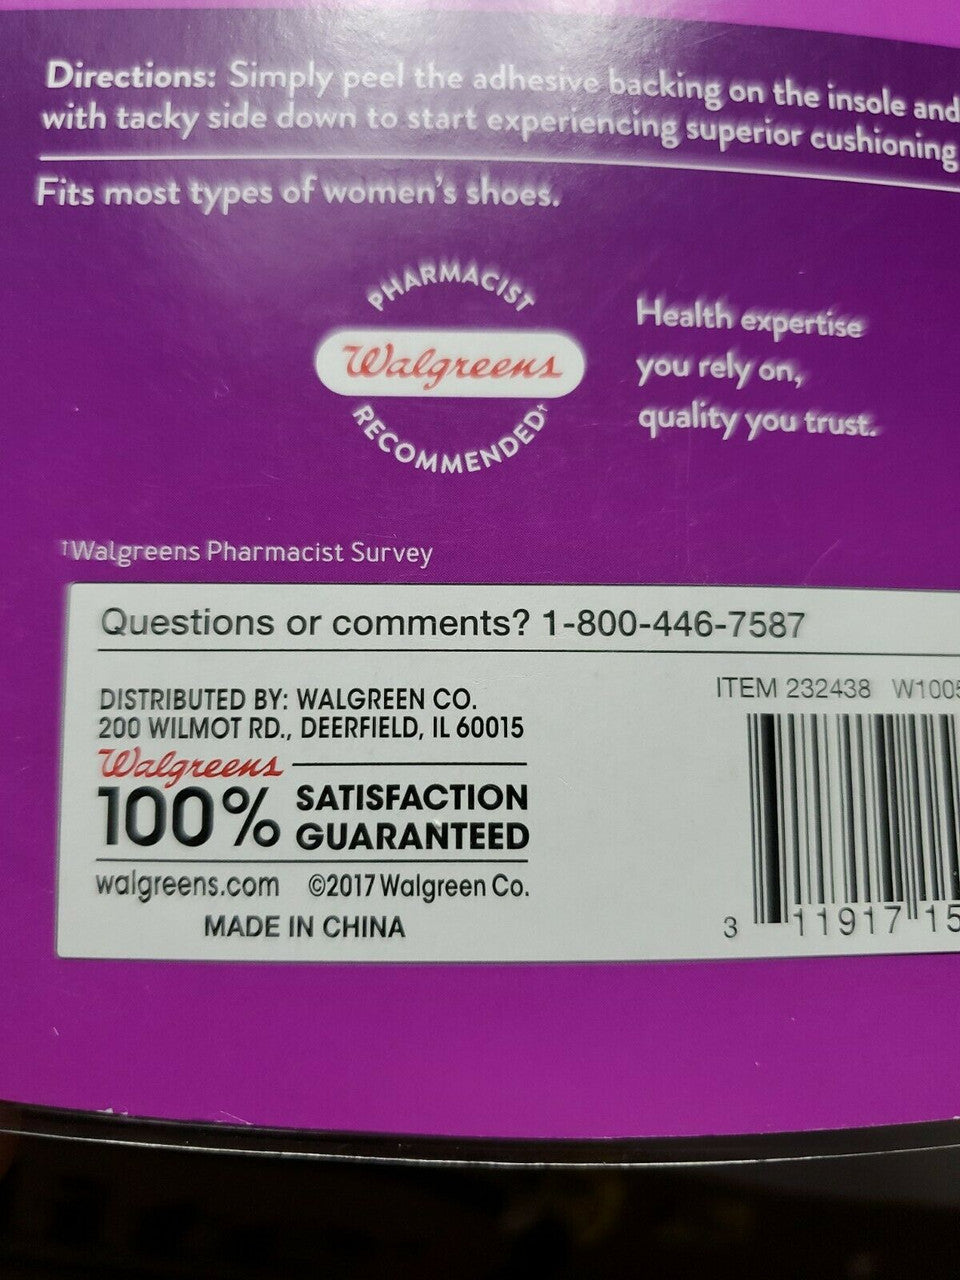 Directions: Simply peel the adhesive backing on the insole and
with tacky side down to start experiencing superior cushioning
Fits most types of women's shoes.
PHARMACIST
Walgreens
RECOMMENDED†
Health expertise
you rely on,
quality you trust.
†Walgreens Pharmacist Survey
Questions or comments? 1-800-446-7587
DISTRIBUTED BY: WALGREEN CO.
200 WILMOT RD., DEERFIELD, IL 60015
Walgreens
100% SATISFACTION
GUARANTEED
walgreens.com ©2017 Walgreen Co.
MADE IN CHINA
ITEM 232438 W1005
3 11917 15